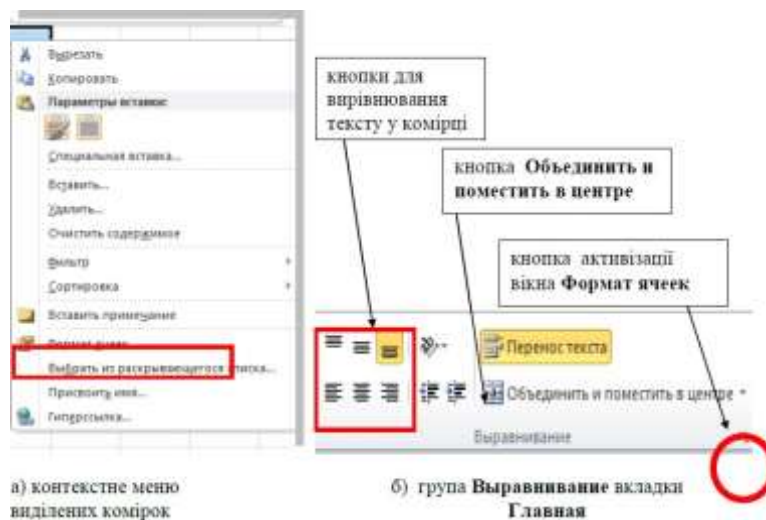 Вырезать
Копировать
Параметры вставки:
Специальная вставка...
Вставить...
Удалить...
Очистить содержимое
Фильтр
Сортировка
Вставить примечание
Формат ячеек...
Выбрать из раскрывающегося списка...
Присвоить имя...
Гиперссылка...
а) контекстне меню
виділених комірок
кнопки для
вирівнювання
тексту у комірці
кнопка Объединить и
поместить в центре
кнопка активізації
вікна Формат ячеек
Перенос текста
Объединить и поместить в центре
Выравнивание
б) група Выравнивание вкладки
Главная